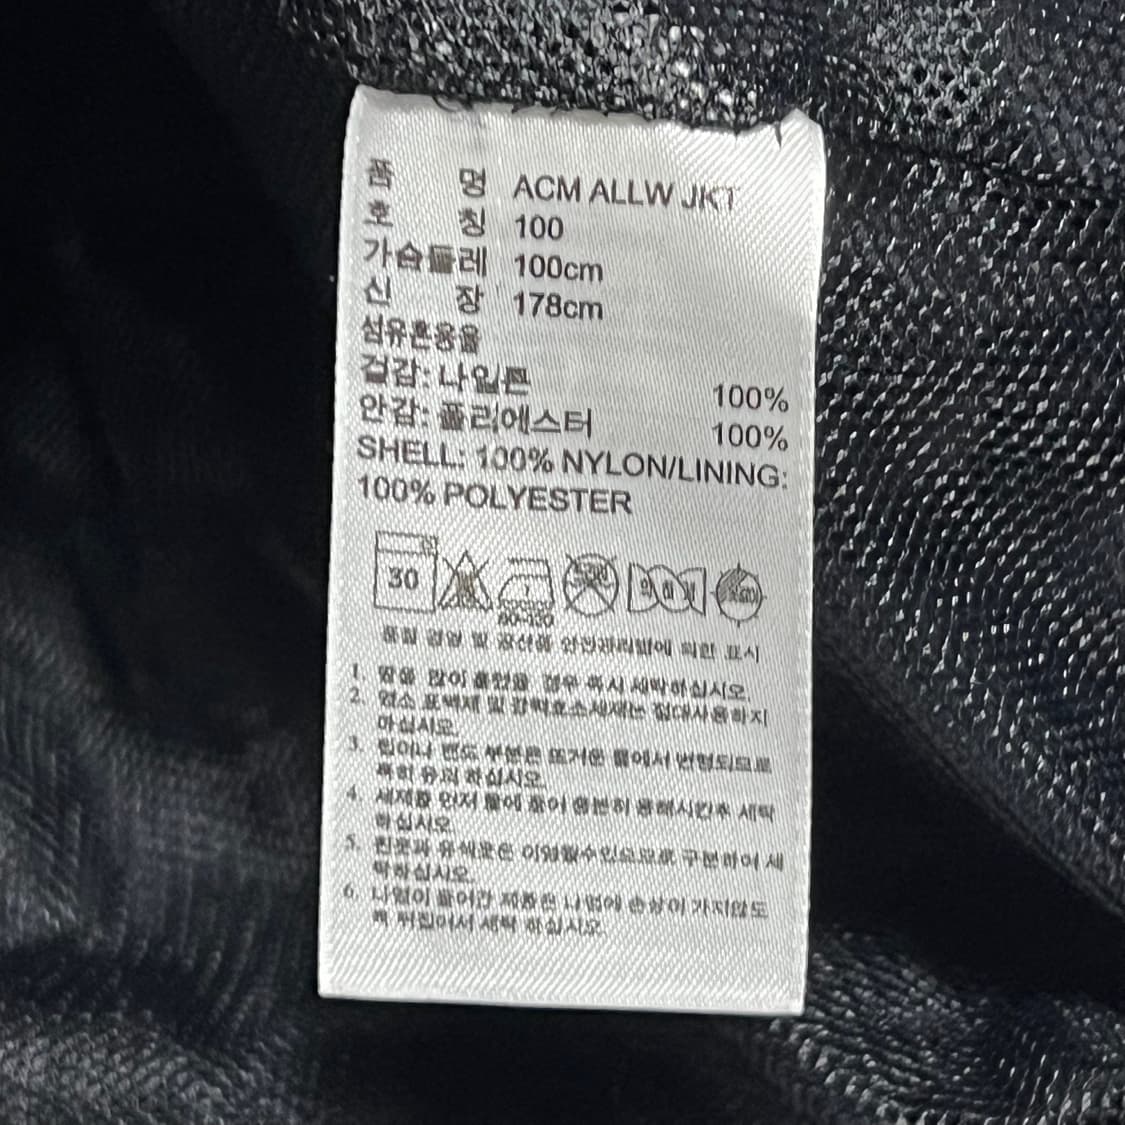 품 명 ACM ALLW JKT
호 칭 100
가슴둘레 100cm
신 장 178cm
섬유혼용율
겉감: 나일론 100%
안감: 폴리에스터 100%
SHELL: 100% NYLON/LINING:
100% POLYESTER
30
80~120
품질 경영 및 공산품 안전관리법에 의한 표시
1. 땀을 많이 흘렸을 경우 즉시 세탁하십시오.
2. 염소 표백제 및 강력효소세제는 절대사용하지
마십시오.
3. 립이나 밴드 부분은 뜨거운 물에서 변형되므로
특히 유의 하십시오.
4. 세제를 먼저 물에 풀어 충분히 용해시킨후 세탁
하십시오.
5. 진옷과 유색옷은 이염될수있으므로 구분하여 세
탁하십시오.
6. 나염이 들어간 제품은 나염에 손상이 가지않도
록 뒤집어서 세탁 하십시오.